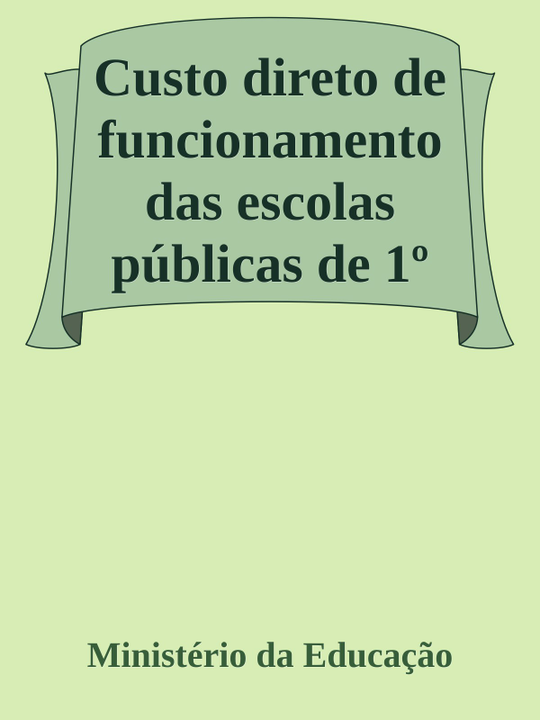 Custo direto de
funcionamento
das escolas
públicas de 1º
Ministério da Educação